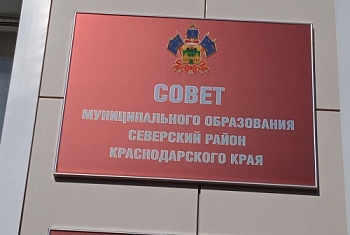 СОВЕТ
МУНИЦИПАЛЬНОГО ОБРАЗОВАНИЯ
СЕВЕРСКИЙ РАЙОН
КРАСНОДАРСКОГО КРАЯ